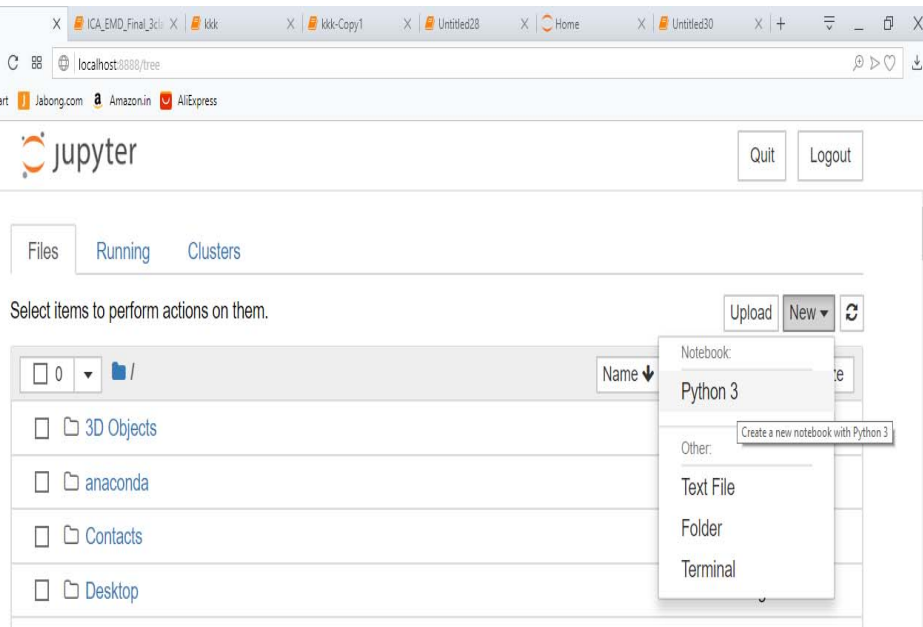 ICA_EMD_Final_3cla kkk kkk-Copy1 Untitled28 Home Untitled30
localhost:8888/tree
art Jabong.com Amazon.in AliExpress
jupyter Quit Logout
Files Running Clusters
Select items to perform actions on them. Upload New
0 / Name
Notebook:
Python 3
Create a new notebook with Python 3
Other:
Text File
Folder
Terminal
3D Objects
anaconda
Contacts
Desktop